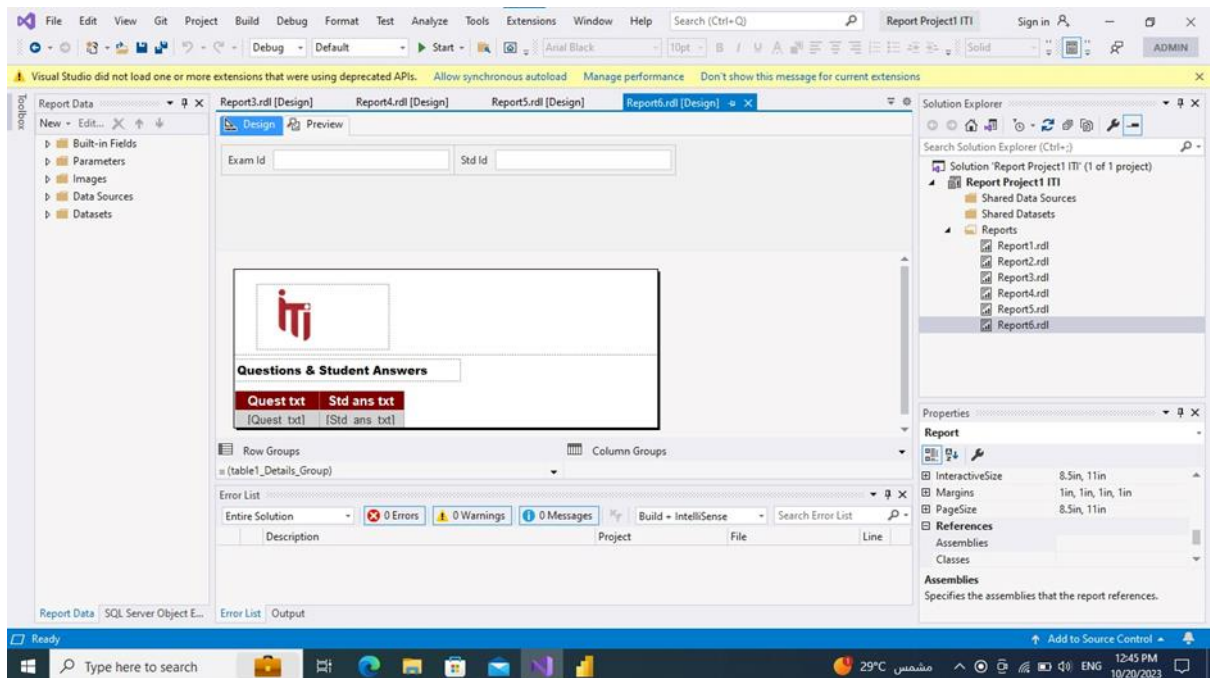 File Edit View Git Project Build Debug Format Test Analyze Tools Extensions Window Help Search (Ctrl+Q) Report Project1 ITI Sign in
Debug Default Start Arial Black 10pt B I U A Solid ADMIN
Visual Studio did not load one or more extensions that were using deprecated APIs. Allow synchronous autoload Manage performance Don't show this message for current extensions
Toolbox
Report Data
New Edit...
Built-in Fields
Parameters
Images
Data Sources
Datasets
Report Data SQL Server Object E...
Report3.rdl [Design] Report4.rdl [Design] Report5.rdl [Design] Report6.rdl [Design]
Design Preview
Exam Id Std Id
iTi
Questions & Student Answers
Quest txt Std ans txt
[Quest_txt] [Std_ans_txt]
Row Groups Column Groups
(table1_Details_Group)
Error List
Entire Solution 0 Errors 0 Warnings 0 Messages Build + IntelliSense Search Error List
Description Project File Line
Error List Output
Solution Explorer
Search Solution Explorer (Ctrl+;)
Solution 'Report Project1 ITI' (1 of 1 project)
Report Project1 ITI
Shared Data Sources
Shared Datasets
Reports
Report1.rdl
Report2.rdl
Report3.rdl
Report4.rdl
Report5.rdl
Report6.rdl
Properties
Report
InteractiveSize 8.5in, 11in
Margins 1in, 1in, 1in, 1in
PageSize 8.5in, 11in
References
Assemblies
Classes
Assemblies
Specifies the assemblies that the report references.
Ready Add to Source Control
Type here to search 29°C مشمس ENG 12:45 PM
10/20/2023